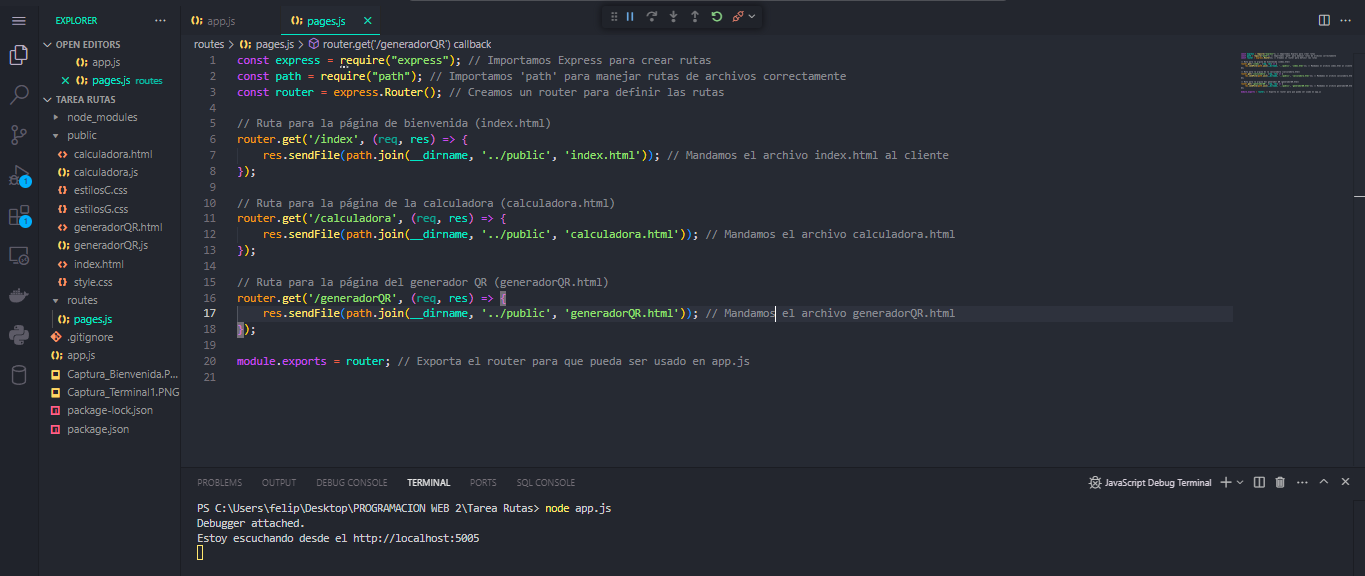 EXPLORER ...
app.js
pages.js
OPEN EDITORS
app.js
pages.js routes
TAREA RUTAS
node_modules
public
calculadora.html
calculadora.js
estilosC.css
estilosG.css
generadorQR.html
generadorQR.js
index.html
style.css
routes
pages.js
.gitignore
app.js
Captura_Bienvenida.P...
Captura_Terminal1.PNG
package-lock.json
package.json
routes > pages.js > router.get('/generadorQR') callback
1 const express = require("express"); // Importamos Express para crear rutas
2 const path = require("path"); // Importamos 'path' para manejar rutas de archivos correctamente
3 const router = express.Router(); // Creamos un router para definir las rutas
4
5 // Ruta para la página de bienvenida (index.html)
6 router.get('/index', (req, res) => {
7 res.sendFile(path.join(__dirname, '../public', 'index.html')); // Mandamos el archivo index.html al cliente
8 });
9
10 // Ruta para la página de la calculadora (calculadora.html)
11 router.get('/calculadora', (req, res) => {
12 res.sendFile(path.join(__dirname, '../public', 'calculadora.html')); // Mandamos el archivo calculadora.html
13 });
14
15 // Ruta para la página del generador QR (generadorQR.html)
16 router.get('/generadorQR', (req, res) => {
17 res.sendFile(path.join(__dirname, '../public', 'generadorQR.html')); // Mandamos el archivo generadorQR.html
18 });
19
20 module.exports = router; // Exporta el router para que pueda ser usado en app.js
21
PROBLEMS OUTPUT DEBUG CONSOLE TERMINAL PORTS SQL CONSOLE
JavaScript Debug Terminal
PS C:\Users\felip\Desktop\PROGRAMACION WEB 2\Tarea Rutas> node app.js
Debugger attached.
Estoy escuchando desde el http://localhost:5005